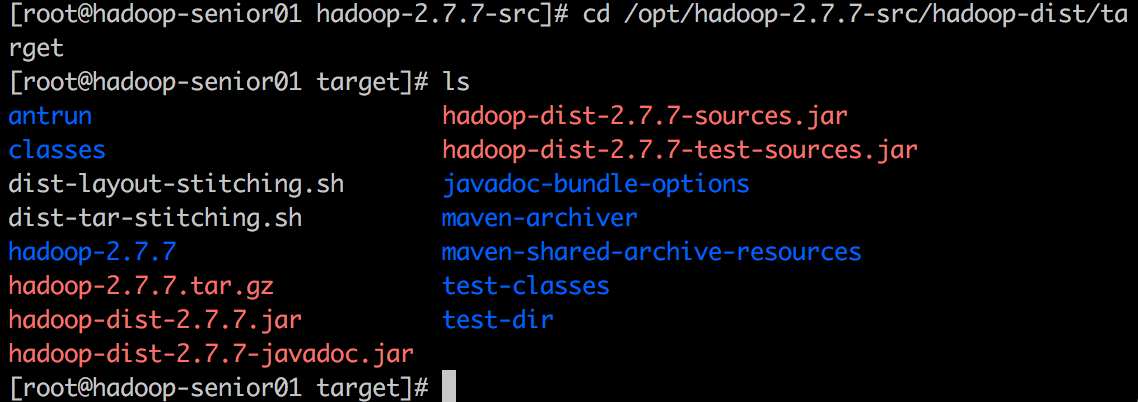 [root@hadoop-senior01 hadoop-2.7.7-src]# cd /opt/hadoop-2.7.7-src/hadoop-dist/ta
rget
[root@hadoop-senior01 target]# ls
antrun hadoop-dist-2.7.7-sources.jar
classes hadoop-dist-2.7.7-test-sources.jar
dist-layout-stitching.sh javadoc-bundle-options
dist-tar-stitching.sh maven-archiver
hadoop-2.7.7 maven-shared-archive-resources
hadoop-2.7.7.tar.gz test-classes
hadoop-dist-2.7.7.jar test-dir
hadoop-dist-2.7.7-javadoc.jar
[root@hadoop-senior01 target]#